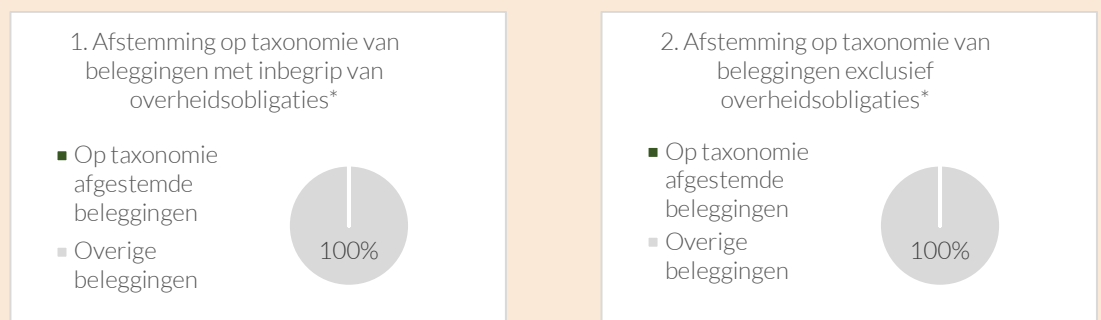 1. Afstemming op taxonomie van
beleggingen met inbegrip van
overheidsobligaties*
Op taxonomie
afgestemde
beleggingen
Overige
beleggingen
100%
2. Afstemming op taxonomie van
beleggingen exclusief
overheidsobligaties*
Op taxonomie
afgestemde
beleggingen
Overige
beleggingen
100%